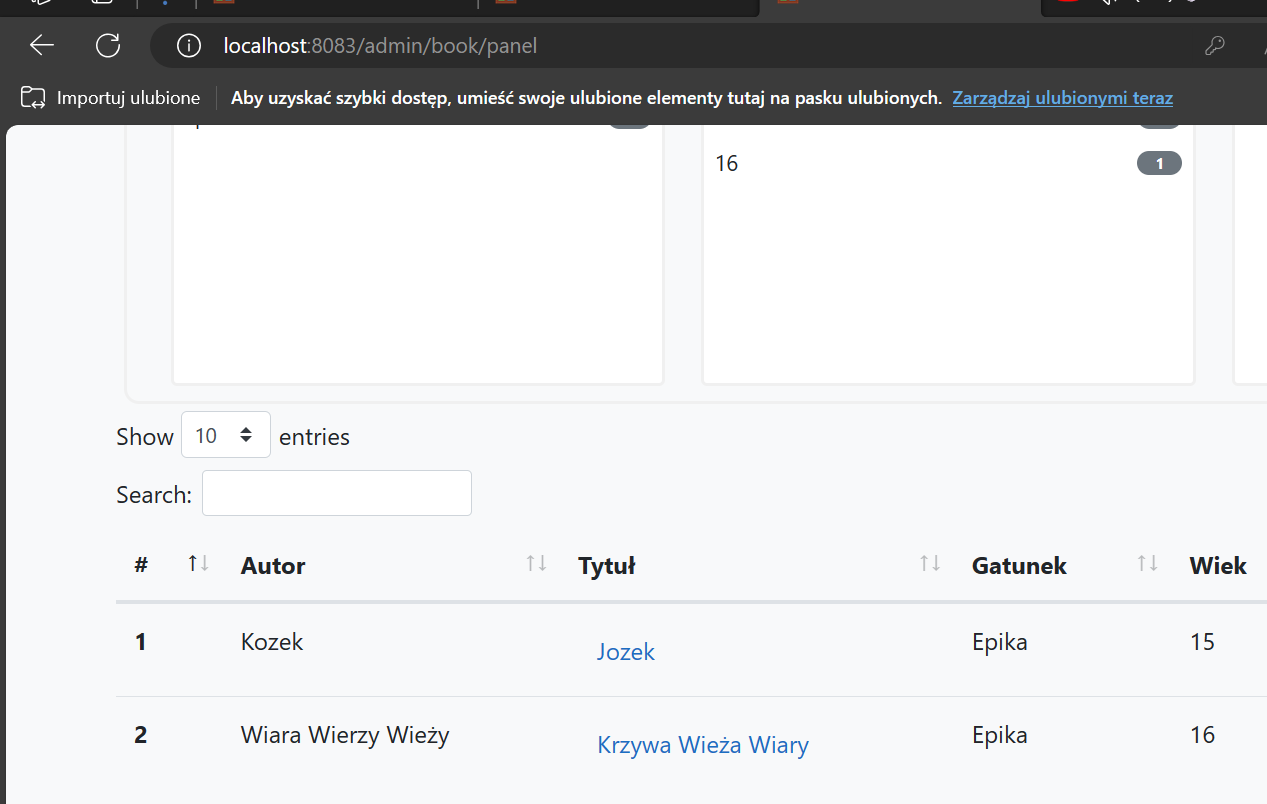 localhost:8083/admin/book/panel
Importuj ulubione Aby uzyskać szybki dostęp, umieść swoje ulubione elementy tutaj na pasku ulubionych. Zarządzaj ulubionymi teraz
16 1
Show 10 entries
Search:
# Autor Tytuł Gatunek Wiek
1 Kozek Jozek Epika 15
2 Wiara Wierzy Wieży Krzywa Wieża Wiary Epika 16